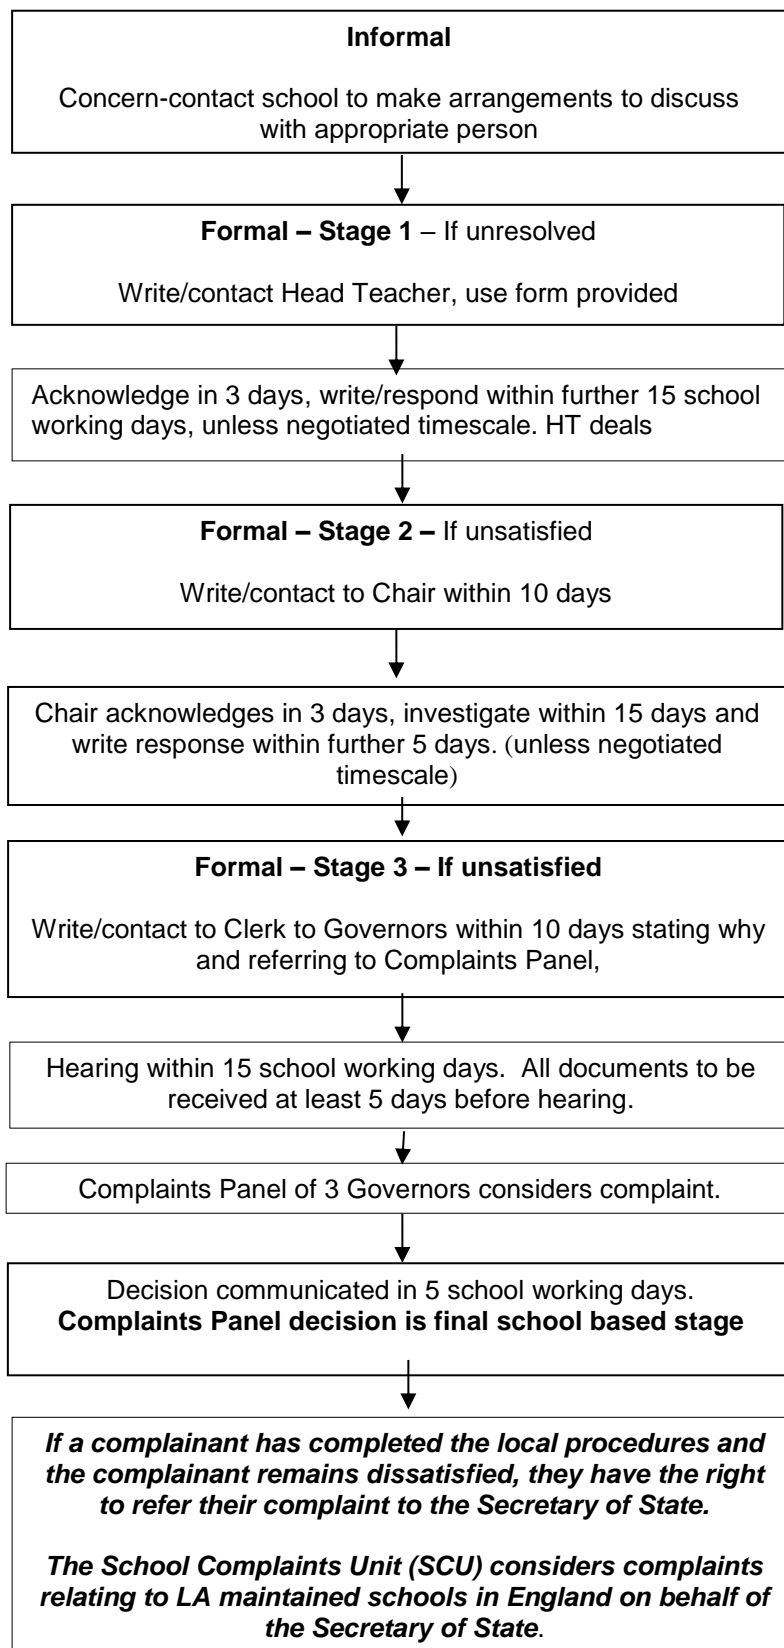 Informal
Concern-contact school to make arrangements to discuss
with appropriate person
Formal – Stage 1 – If unresolved
Write/contact Head Teacher, use form provided
Acknowledge in 3 days, write/respond within further 15 school
working days, unless negotiated timescale. HT deals
Formal – Stage 2 – If unsatisfied
Write/contact to Chair within 10 days
Chair acknowledges in 3 days, investigate within 15 days and
write response within further 5 days. (unless negotiated
timescale)
Formal – Stage 3 – If unsatisfied
Write/contact to Clerk to Governors within 10 days stating why
and referring to Complaints Panel,
Hearing within 15 school working days.  All documents to be
received at least 5 days before hearing.
Complaints Panel of 3 Governors considers complaint.
Decision communicated in 5 school working days.
Complaints Panel decision is final school based stage
If a complainant has completed the local procedures and
the complainant remains dissatisfied, they have the right
to refer their complaint to the Secretary of State.
The School Complaints Unit (SCU) considers complaints
relating to LA maintained schools in England on behalf of
the Secretary of State.